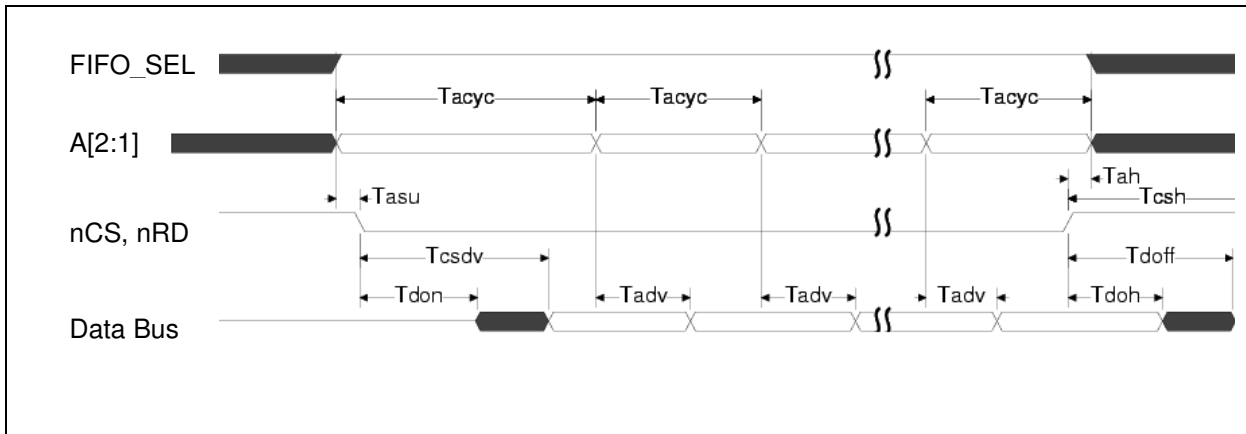 FIFO_SEL
Tacyc Tacyc Tacyc
A[2:1]
Tah
Tasu Tcsh
nCS, nRD
Tcsdv Tdoff
Tdon Tadv Tadv Tadv Tdoh
Data Bus